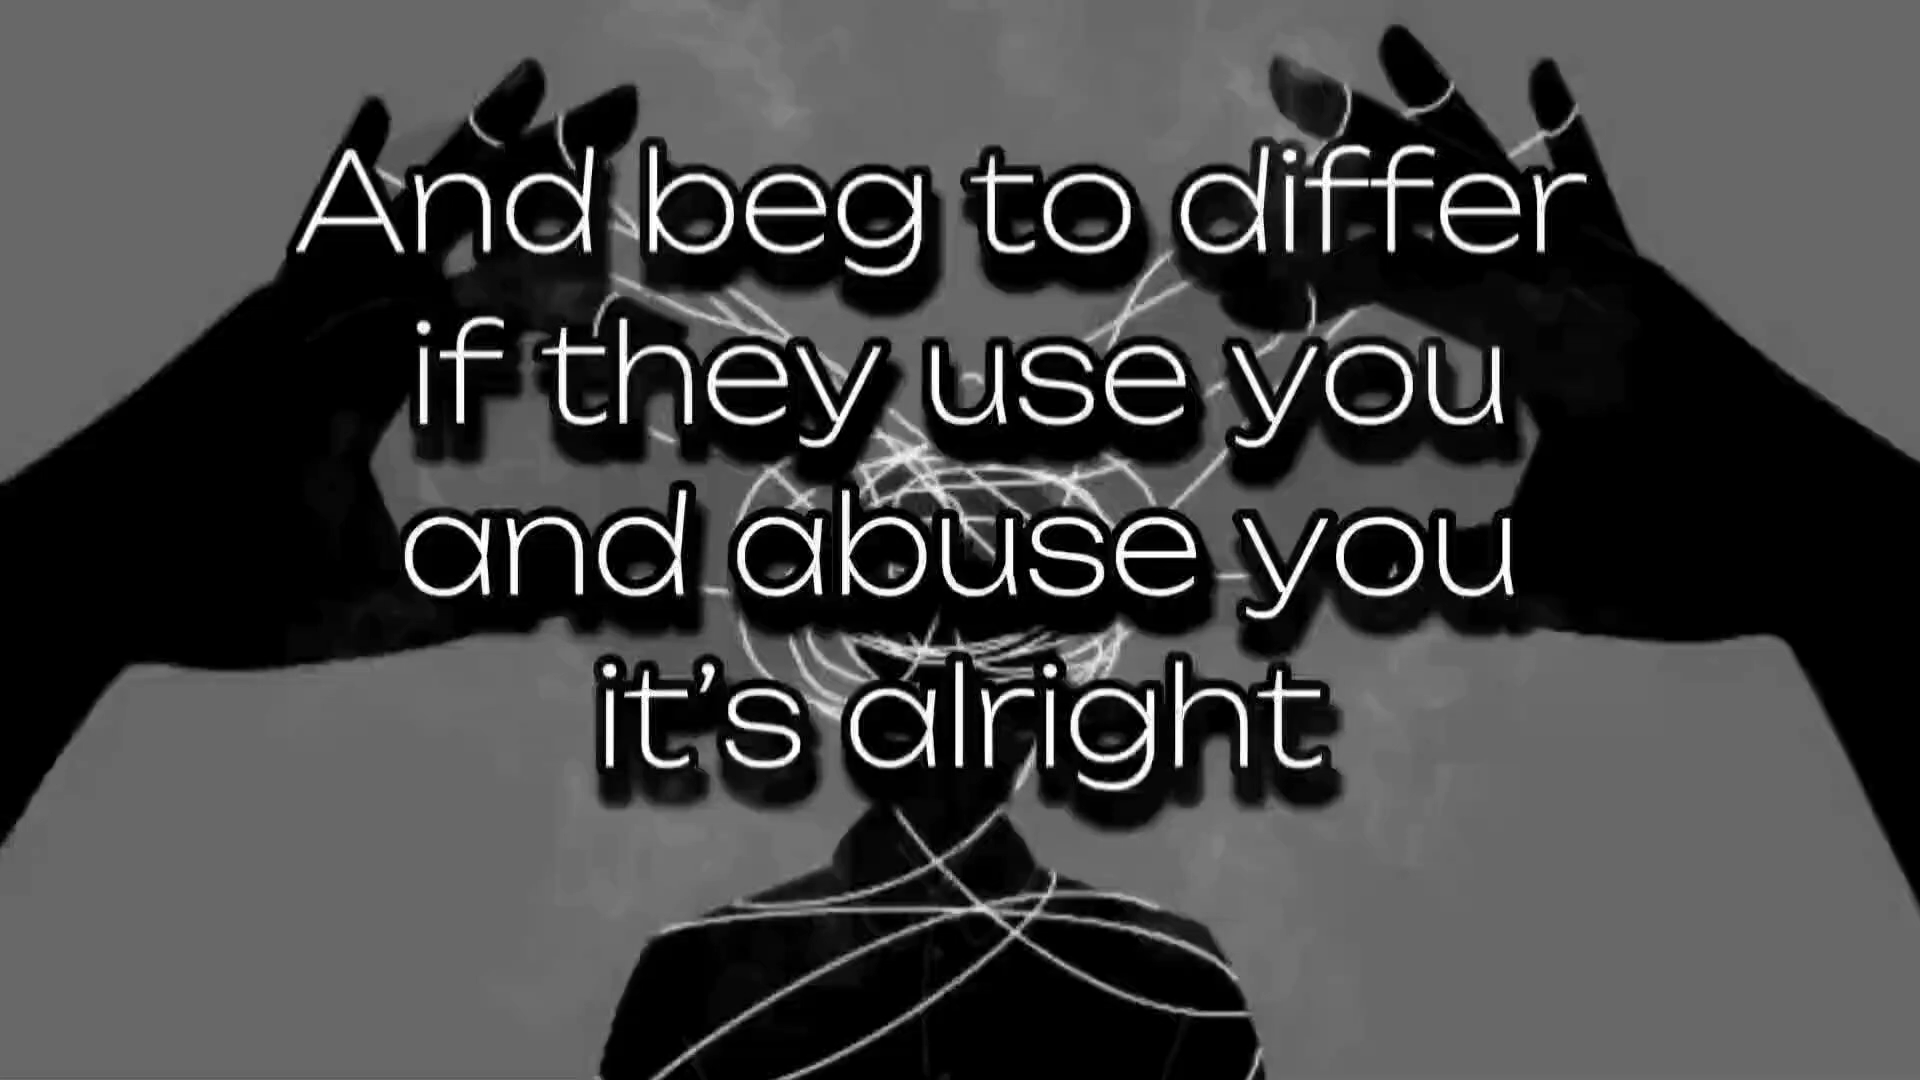 And beg to differ
if they use you
and abuse you
it's alright